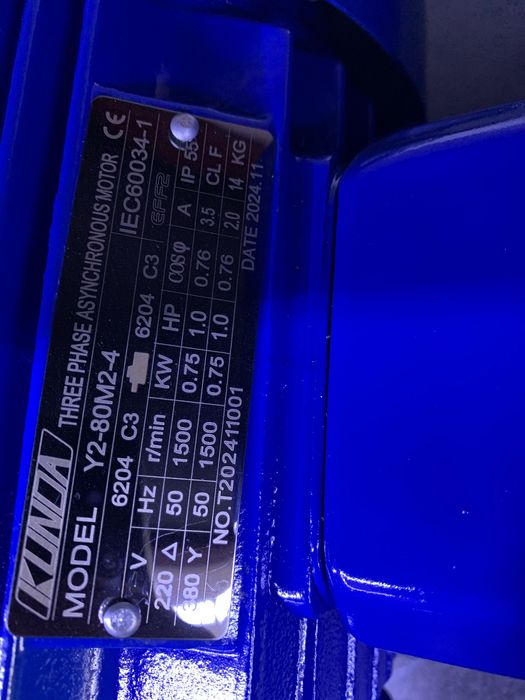 KUNDA THREE PHASE ASYNCHRONOUS MOTOR CE
MODEL Y2-80M2-4 IEC60034-1
6204 C3 6204 C3 EFF2
V Hz r/min KW HP COSφ A IP 55
220 Δ 50 1500 0.75 1.0 0.76 3.5 CL F
380 Y 50 1500 0.75 1.0 0.76 2.0 14 KG
NO.T202411001 DATE 2024.11